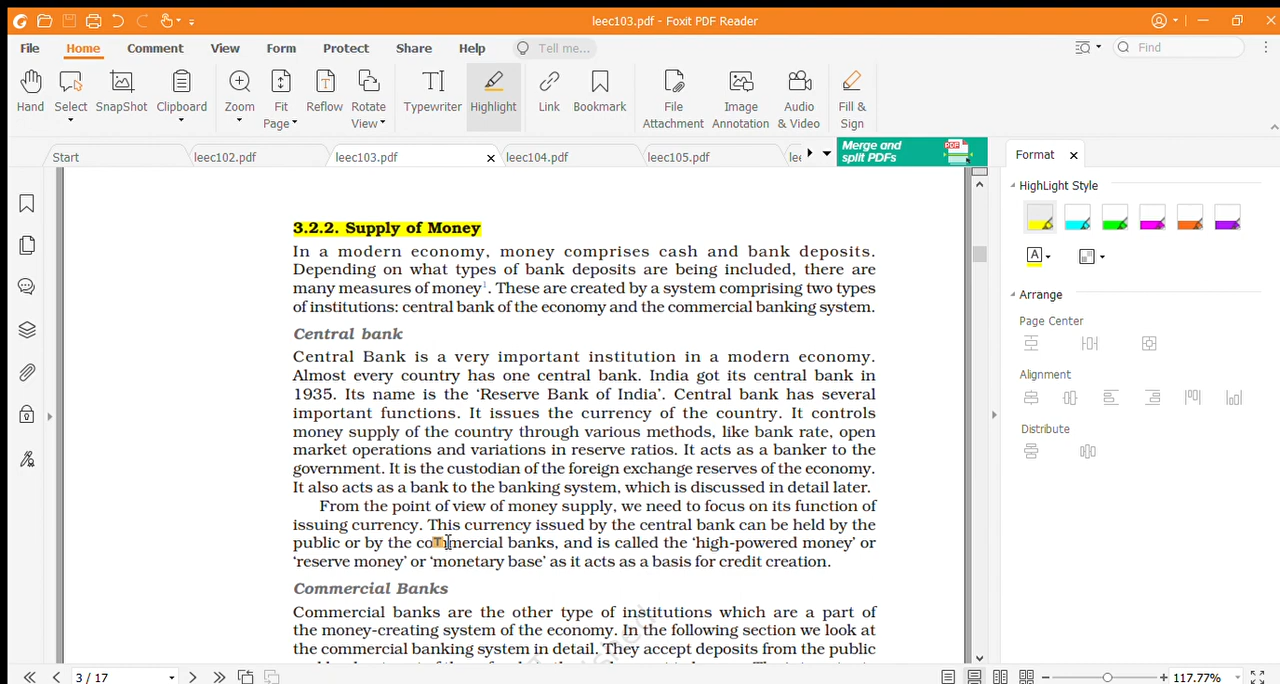 leec103.pdf - Foxit PDF Reader
File Home Comment View Form Protect Share Help Tell me... Find
Hand Select SnapShot Clipboard Zoom Fit Page Reflow Rotate View Typewriter Highlight Link Bookmark File Attachment Image Annotation Audio & Video Fill & Sign
Start leec102.pdf leec103.pdf leec104.pdf leec105.pdf
Merge and
split PDFs
PDF
3.2.2. Supply of Money
In a modern economy, money comprises cash and bank deposits.
Depending on what types of bank deposits are being included, there are
many measures of money1. These are created by a system comprising two types
of institutions: central bank of the economy and the commercial banking system.
Central bank
Central Bank is a very important institution in a modern economy.
Almost every country has one central bank. India got its central bank in
1935. Its name is the ‘Reserve Bank of India’. Central bank has several
important functions. It issues the currency of the country. It controls
money supply of the country through various methods, like bank rate, open
market operations and variations in reserve ratios. It acts as a banker to the
government. It is the custodian of the foreign exchange reserves of the economy.
It also acts as a bank to the banking system, which is discussed in detail later.
From the point of view of money supply, we need to focus on its function of
issuing currency. This currency issued by the central bank can be held by the
public or by the commercial banks, and is called the ‘high-powered money’ or
‘reserve money’ or ‘monetary base’ as it acts as a basis for credit creation.
Commercial Banks
Commercial banks are the other type of institutions which are a part of
the money-creating system of the economy. In the following section we look at
the commercial banking system in detail. They accept deposits from the public
Format
HighLight Style
Arrange
Page Center
Alignment
Distribute
3 / 17
117.77%